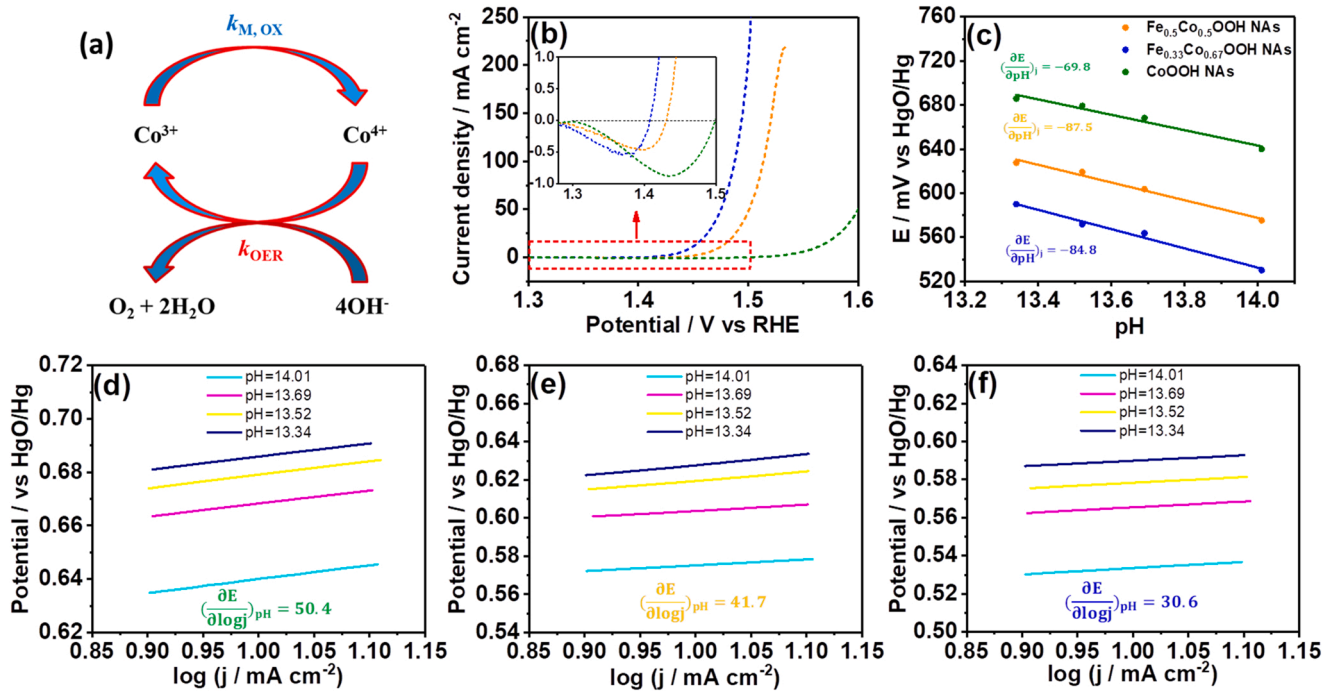 (a)
k M, OX
Co3+
Co4+
k OER
O2 + 2H2O
4OH-
(b)
Current density / mA cm-2
250
200
150
100
50
0
1.0
0.5
0.0
-0.5
-1.0
1.3
1.4
1.5
1.3
1.4
1.5
1.6
Potential / V vs RHE
(c)
E / mV vs HgO/Hg
760
720
680
640
600
560
520
Fe0.5Co0.5OOH NAs
Fe0.33Co0.67OOH NAs
CoOOH NAs
(∂E/∂pH)j = −69.8
(∂E/∂pH)j = −87.5
(∂E/∂pH)j = −84.8
13.2
13.4
13.6
13.8
14.0
pH
(d)
Potential / vs HgO/Hg
0.72
0.70
0.68
0.66
0.64
0.62
pH=14.01
pH=13.69
pH=13.52
pH=13.34
(∂E/∂logj)pH = 50.4
0.85 0.90 0.95 1.00 1.05 1.10 1.15
log (j / mA cm-2)
(e)
Potential / vs HgO/Hg
0.66
0.64
0.62
0.60
0.58
0.56
0.54
pH=14.01
pH=13.69
pH=13.52
pH=13.34
(∂E/∂logj)pH = 41.7
0.85 0.90 0.95 1.00 1.05 1.10 1.15
log (j / mA cm-2)
(f)
Potential / vs HgO/Hg
0.64
0.62
0.60
0.58
0.56
0.54
0.52
0.50
pH=14.01
pH=13.69
pH=13.52
pH=13.34
(∂E/∂logj)pH = 30.6
0.85 0.90 0.95 1.00 1.05 1.10 1.15
log (j / mA cm-2)